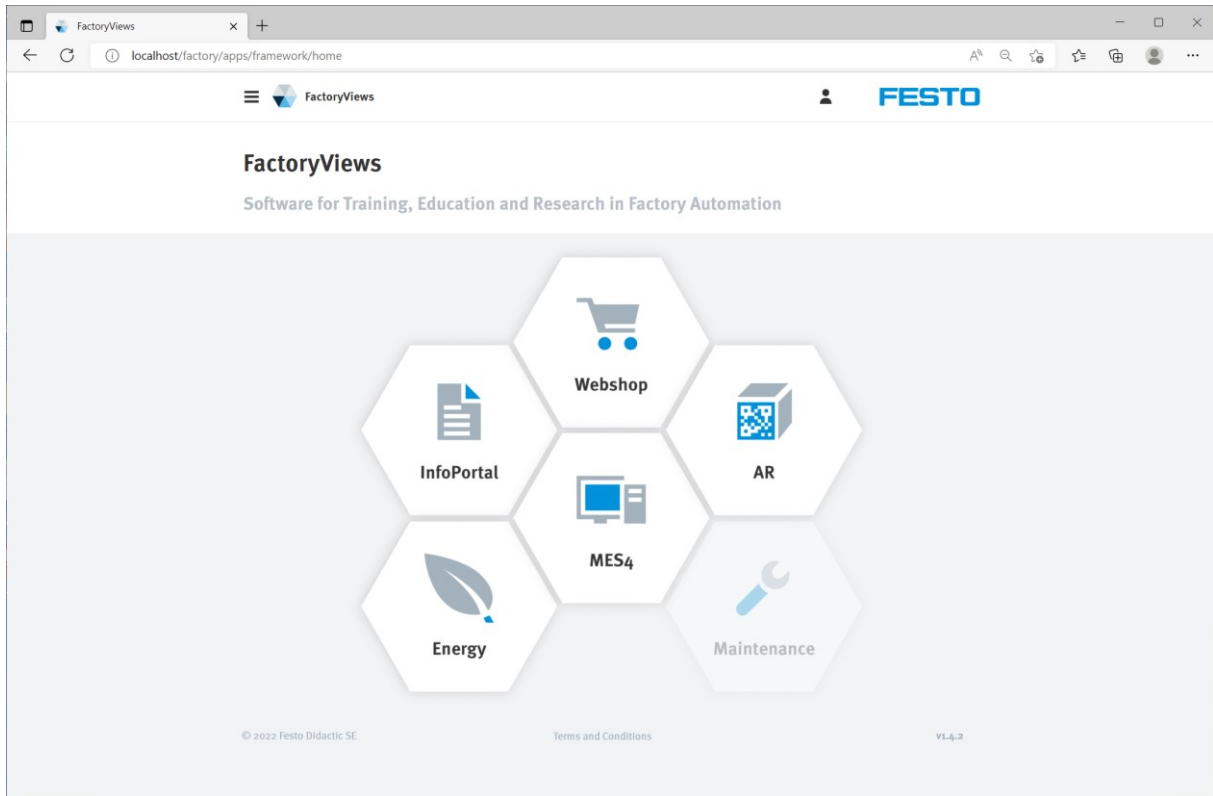 FactoryViews
localhost/factory/apps/framework/home
FactoryViews
FESTO
FactoryViews
Software for Training, Education and Research in Factory Automation
Webshop
InfoPortal
AR
MES4
Energy
Maintenance
© 2022 Festo Didactic SE
Terms and Conditions
v1.4.2